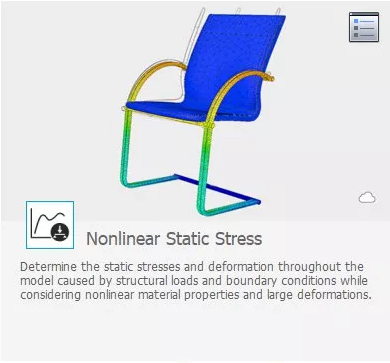 Nonlinear Static Stress
Determine the static stresses and deformation throughout the
model caused by structural loads and boundary conditions while
considering nonlinear material properties and large deformations.